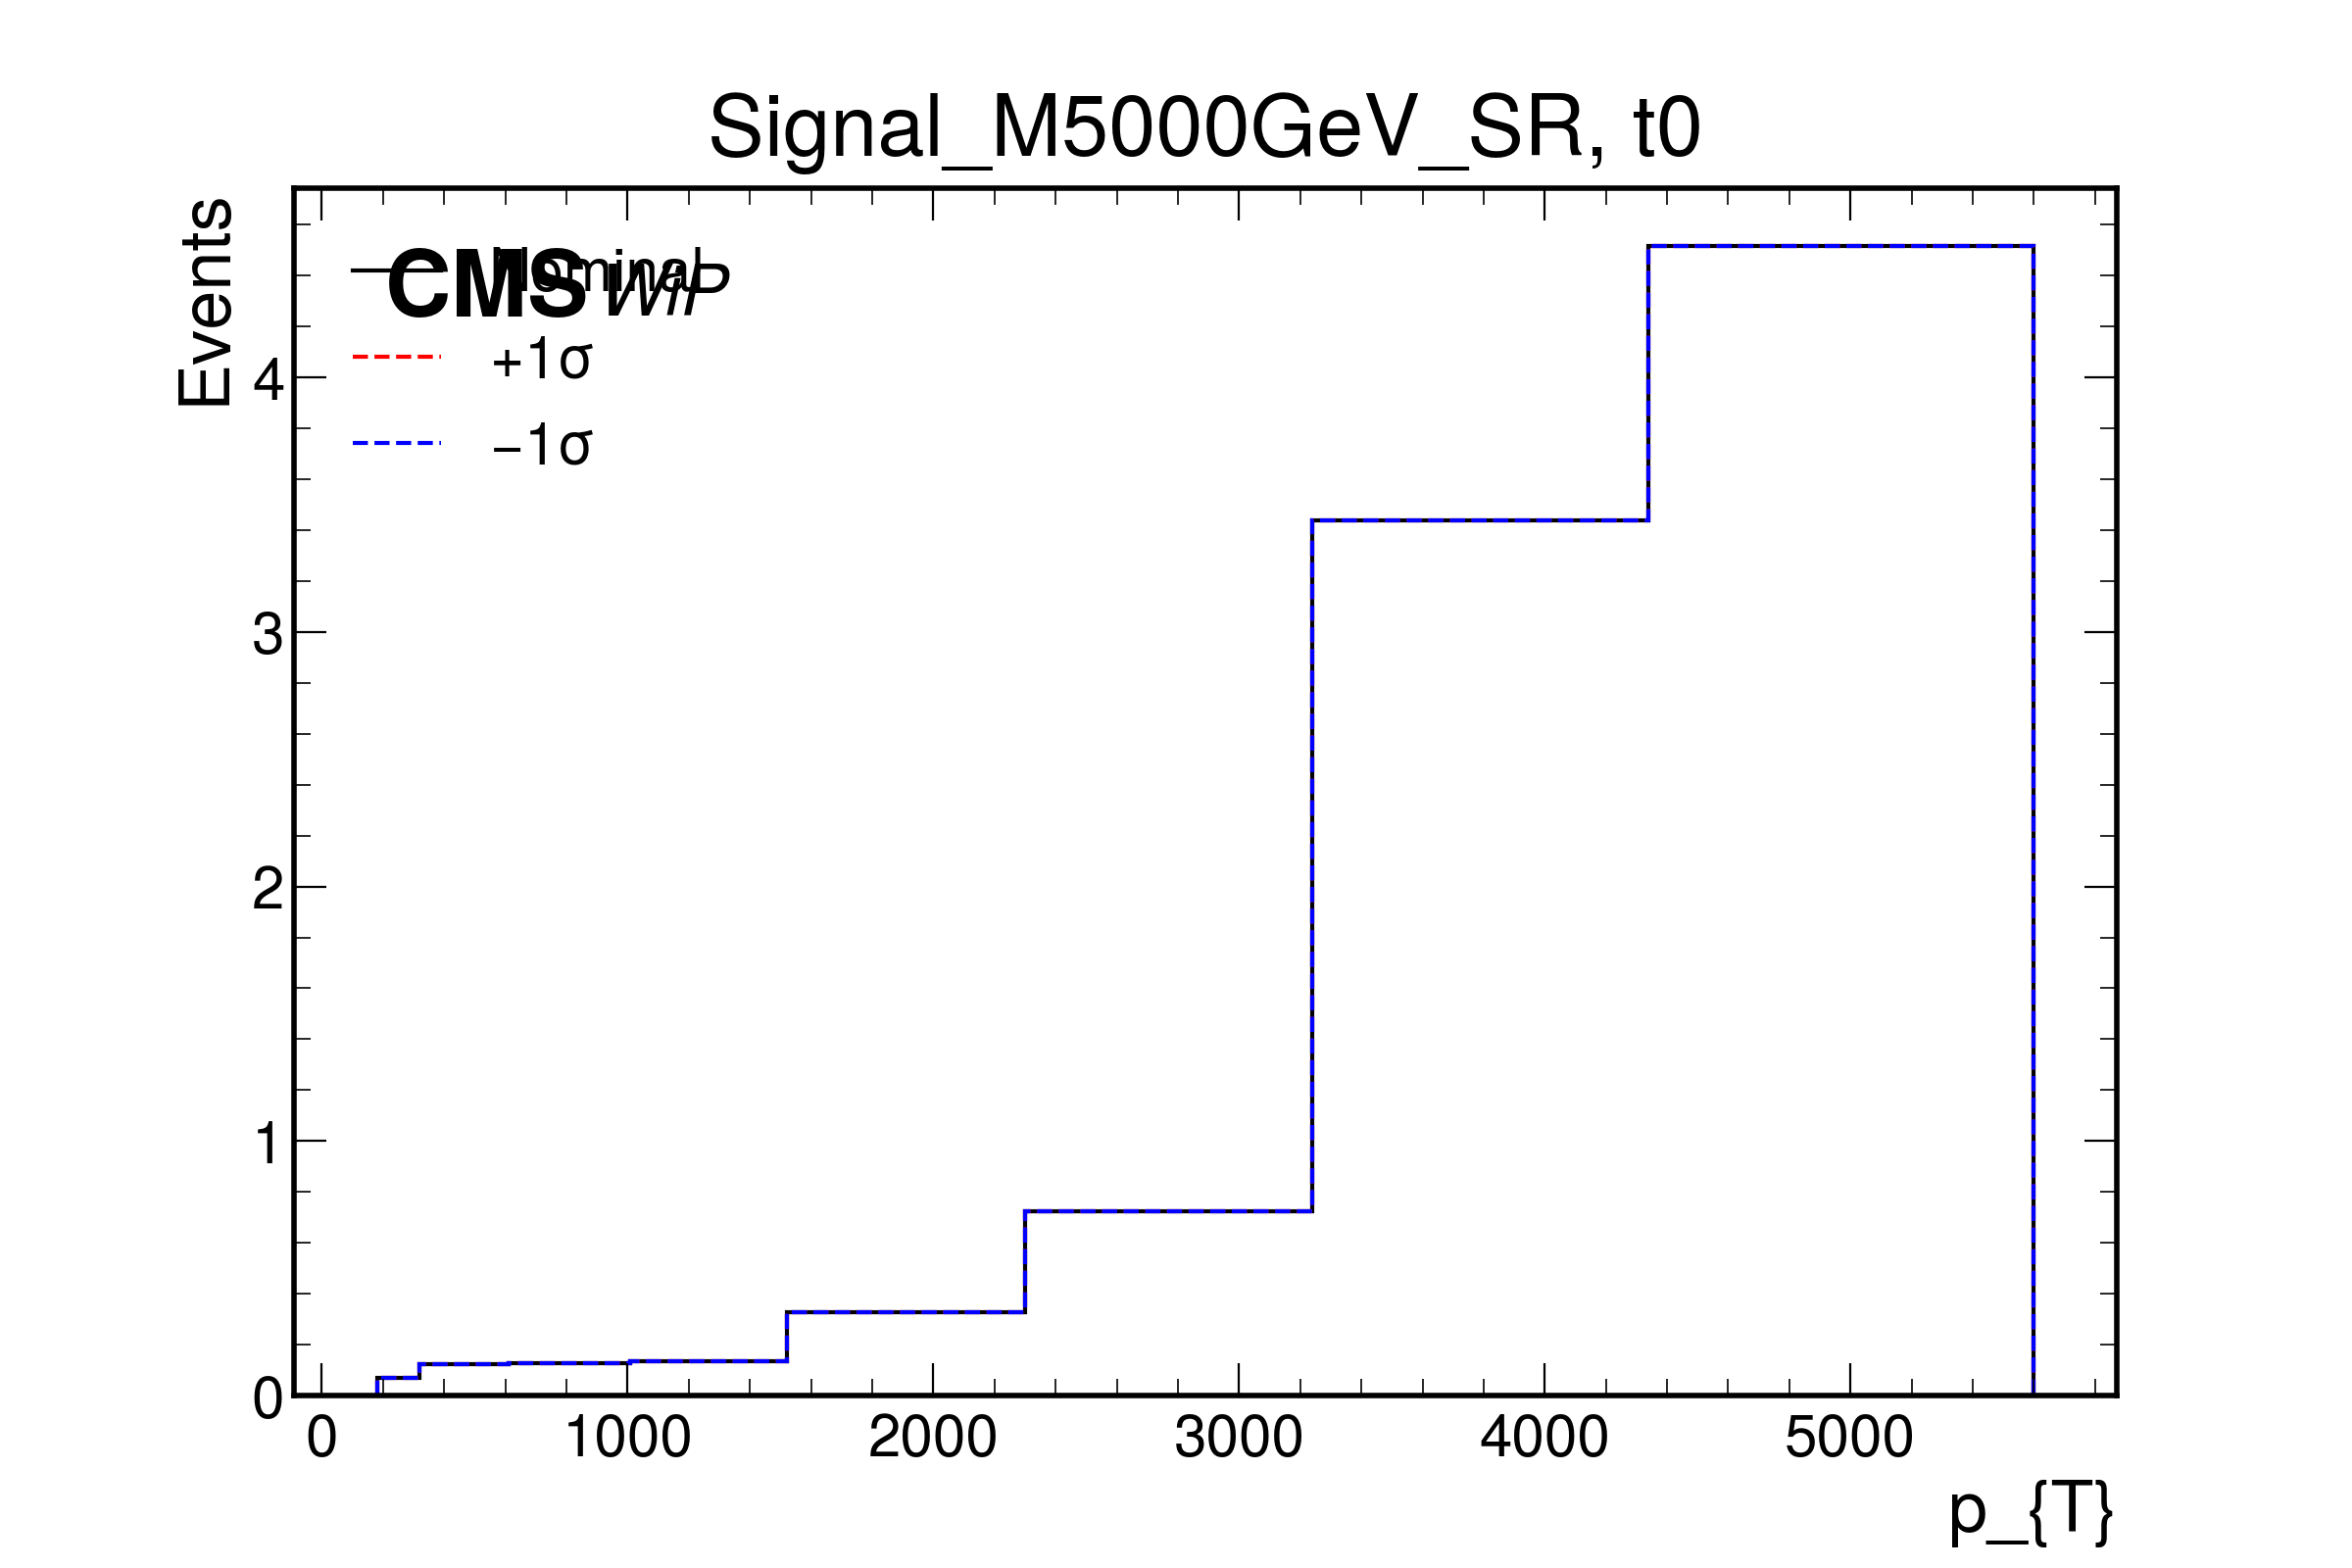 Signal_M5000GeV_SR, t0
Events
CMS WIP
Nominal
+1σ
−1σ
4
3
2
1
0
0 1000 2000 3000 4000 5000
p_{T}